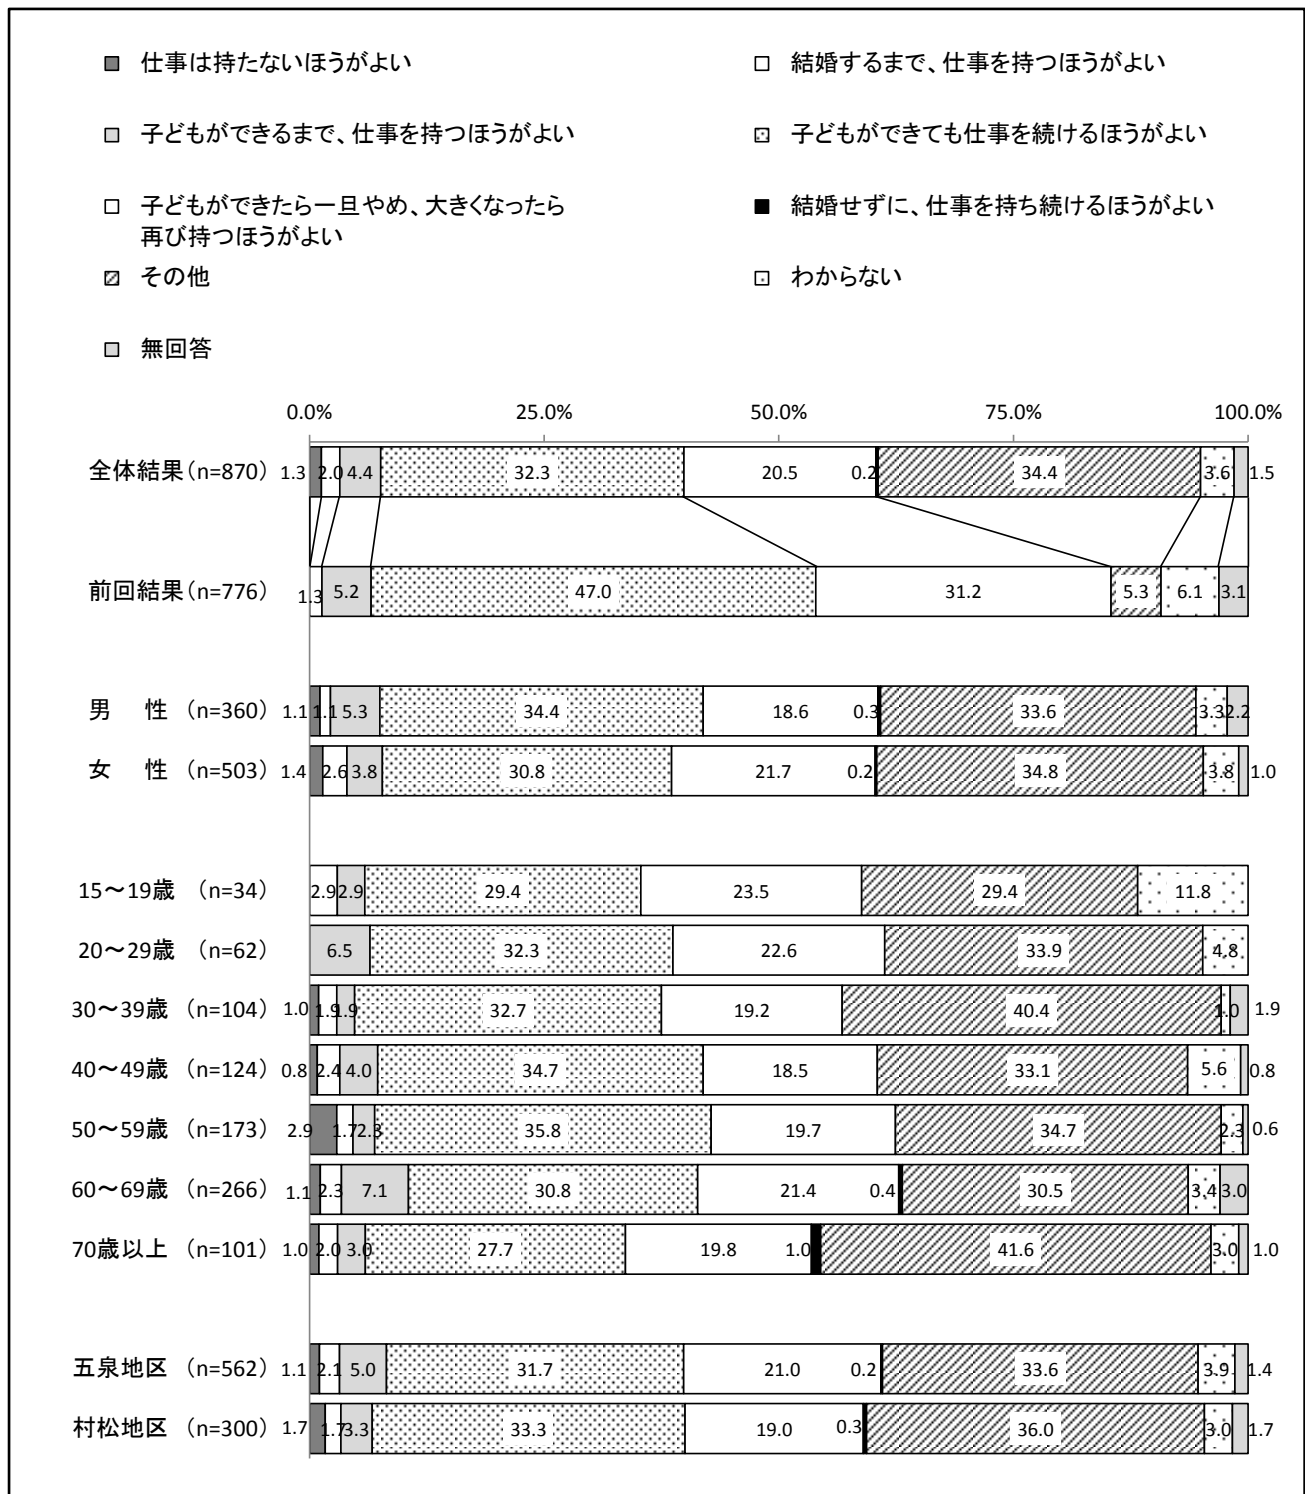 仕事は持たないほうがよい
結婚するまで、仕事を持つほうがよい
子どもができるまで、仕事を持つほうがよい
子どもができても仕事を続けるほうがよい
子どもができたら一旦やめ、大きくなったら
再び持つほうがよい
結婚せずに、仕事を持ち続けるほうがよい
その他
わからない
無回答
0.0% 25.0% 50.0% 75.0% 100.0%
全体結果(n=870) 1.3 2.0 4.4 32.3 20.5 0.2 34.4 3.6 1.5
前回結果(n=776) 1.3 5.2 47.0 31.2 5.3 6.1 3.1
男 性 (n=360) 1.1 1.1 5.3 34.4 18.6 0.3 33.6 3.3 2.2
女 性 (n=503) 1.4 2.6 3.8 30.8 21.7 0.2 34.8 3.8 1.0
15～19歳 (n=34) 2.9 2.9 29.4 23.5 29.4 11.8
20～29歳 (n=62) 6.5 32.3 22.6 33.9 4.8
30～39歳 (n=104) 1.0 1.9 1.9 32.7 19.2 40.4 1.0 1.9
40～49歳 (n=124) 0.8 2.4 4.0 34.7 18.5 33.1 5.6 0.8
50～59歳 (n=173) 2.9 1.7 2.3 35.8 19.7 34.7 2.3 0.6
60～69歳 (n=266) 1.1 2.3 7.1 30.8 21.4 0.4 30.5 3.4 3.0
70歳以上 (n=101) 1.0 2.0 3.0 27.7 19.8 1.0 41.6 3.0 1.0
五泉地区 (n=562) 1.1 2.1 5.0 31.7 21.0 0.2 33.6 3.9 1.4
村松地区 (n=300) 1.7 1.7 3.3 33.3 19.0 0.3 36.0 3.0 1.7